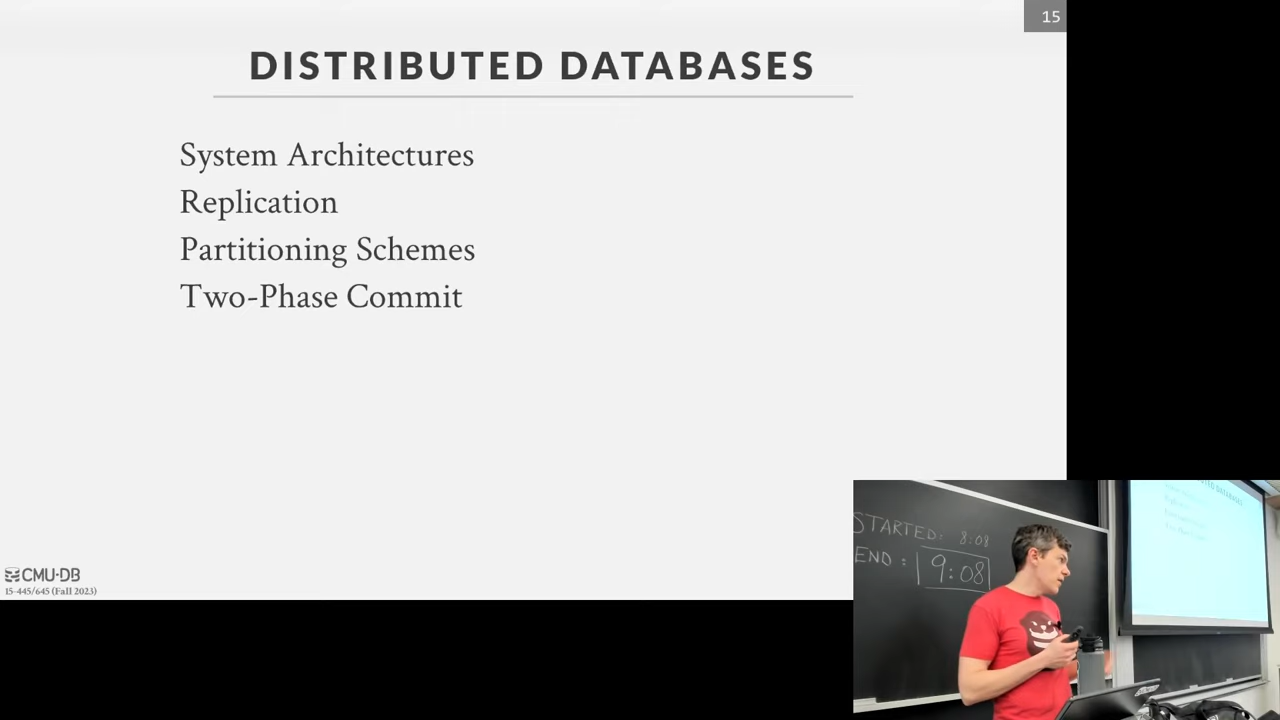 15
DISTRIBUTED DATABASES
System Architectures
Replication
Partitioning Schemes
Two-Phase Commit
CMU·DB
15-445/645 (Fall 2023)
STARTED: 8:08
END: 9:08